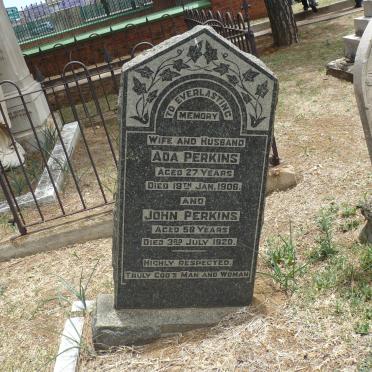 TO EVERLASTING
MEMORY
WIFE AND HUSBAND
ADA PERKINS
AGED 27 YEARS
DIED 19TH JAN. 1908.
AND
JOHN PERKINS
AGED 58 YEARS
DIED 3RD JULY 1920.
HIGHLY RESPECTED
TRULY GOD'S MAN AND WOMAN